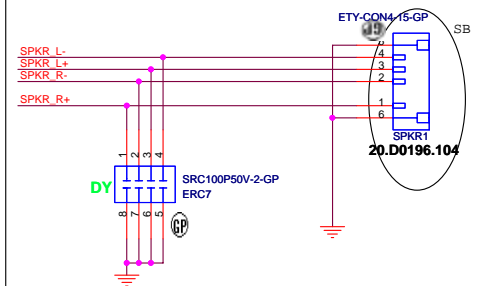 ETY-CON4-15-GP
SB
5
SPKR_L-
4
SPKR_L+
3
SPKR_R-
2
SPKR_R+
1
6
SPKR1
20.D0196.104
1 2 3 4
SRC100P50V-2-GP
DY
ERC7
8 7 6 5
GP